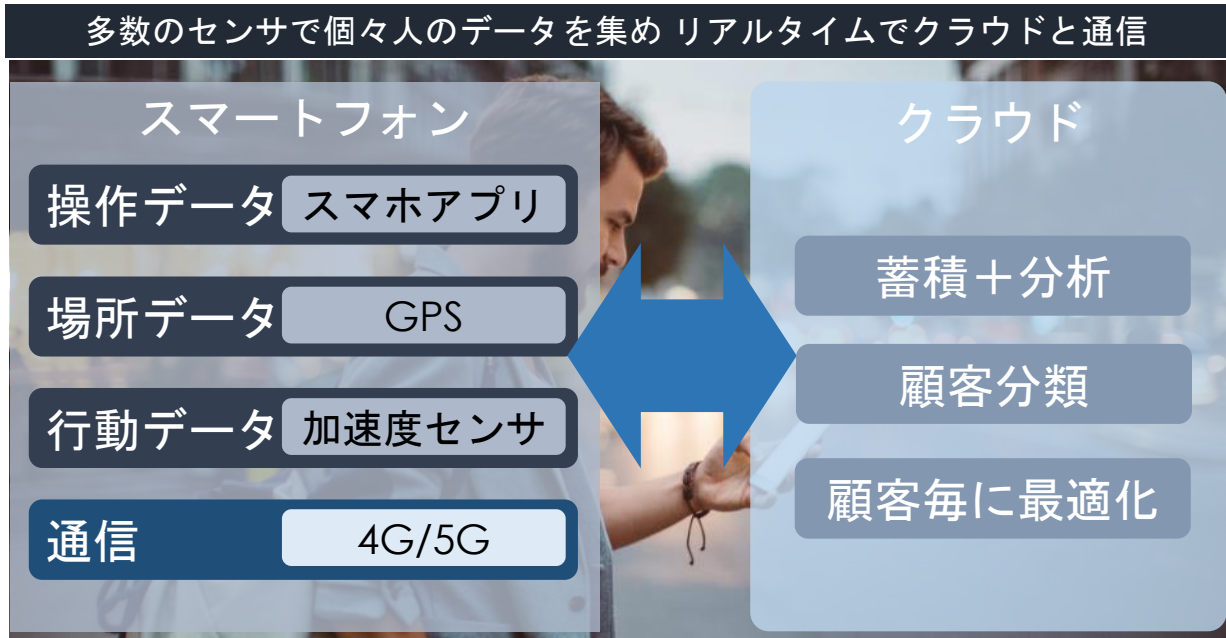 多数のセンサで個々人のデータを集め リアルタイムでクラウドと通信
スマートフォン
操作データ スマホアプリ
場所データ GPS
行動データ 加速度センサ
通信 4G/5G
クラウド
蓄積＋分析
顧客分類
顧客毎に最適化